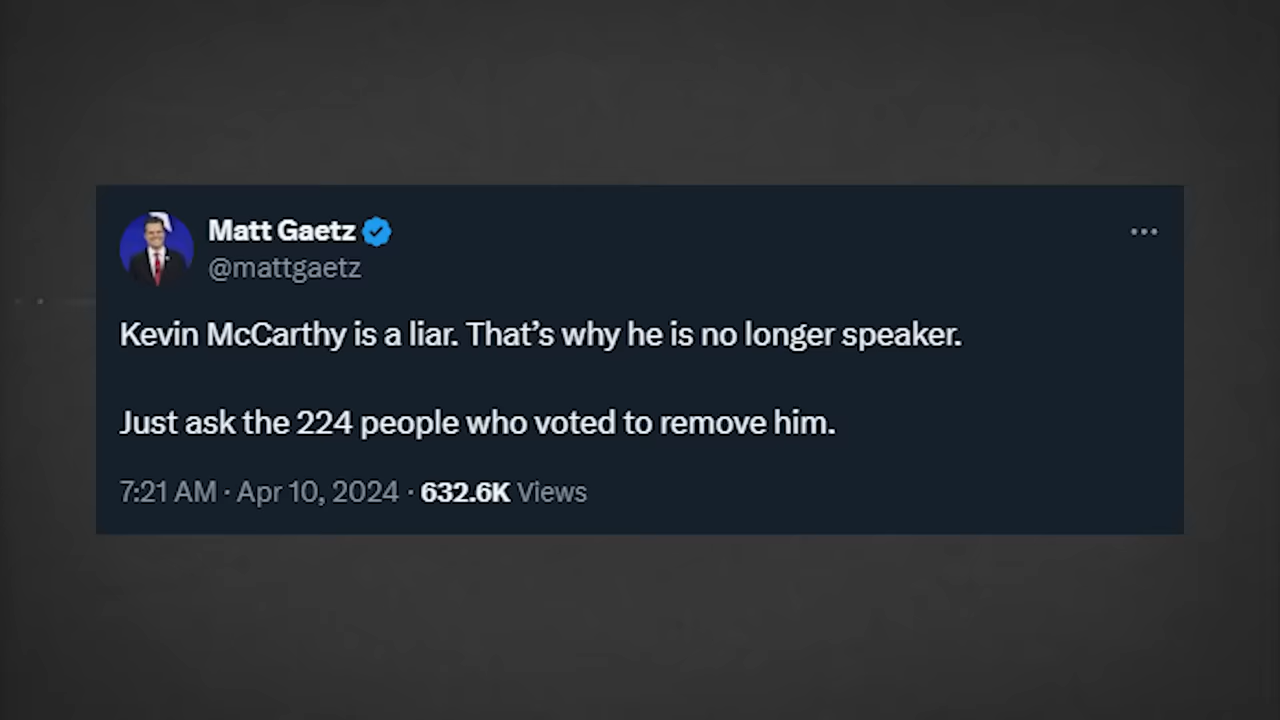 Matt Gaetz
@mattgaetz
Kevin McCarthy is a liar. That’s why he is no longer speaker.
Just ask the 224 people who voted to remove him.
7:21 AM · Apr 10, 2024 · 632.6K Views